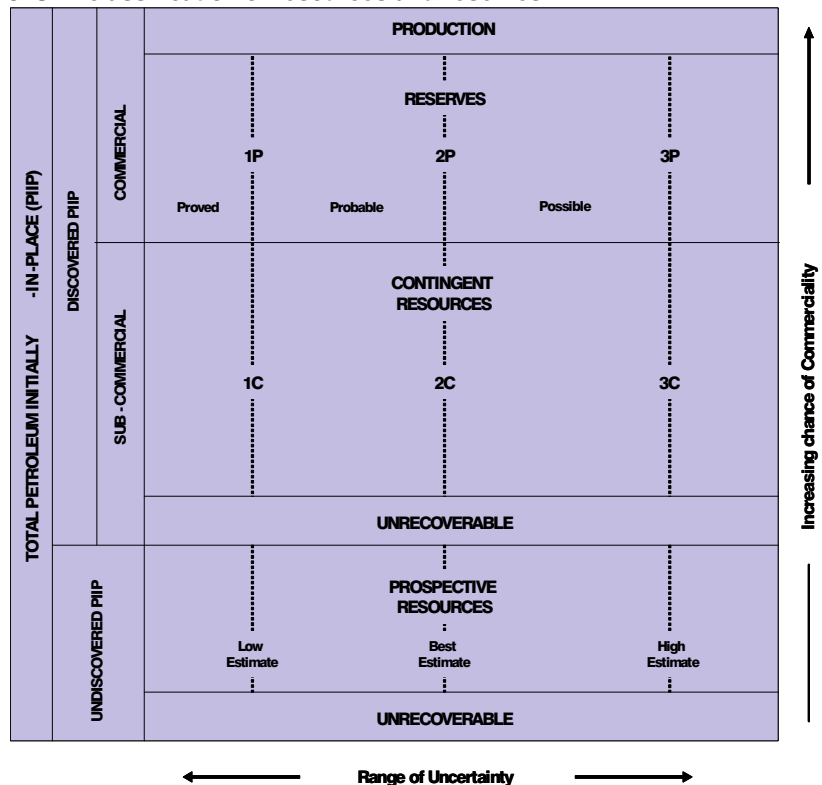 PRODUCTION
RESERVES
1P 2P 3P
Proved Probable Possible
CONTINGENT
RESOURCES
1C 2C 3C
UNRECOVERABLE
PROSPECTIVE
RESOURCES
Low Estimate
Best Estimate
High Estimate
UNRECOVERABLE
TOTAL PETROLEUM INITIALLY -IN-PLACE (PIIP)
DISCOVERED PIIP
UNDISCOVERED PIIP
COMMERCIAL
SUB - COMMERCIAL
Increasing chance of Commerciality
Range of Uncertainty